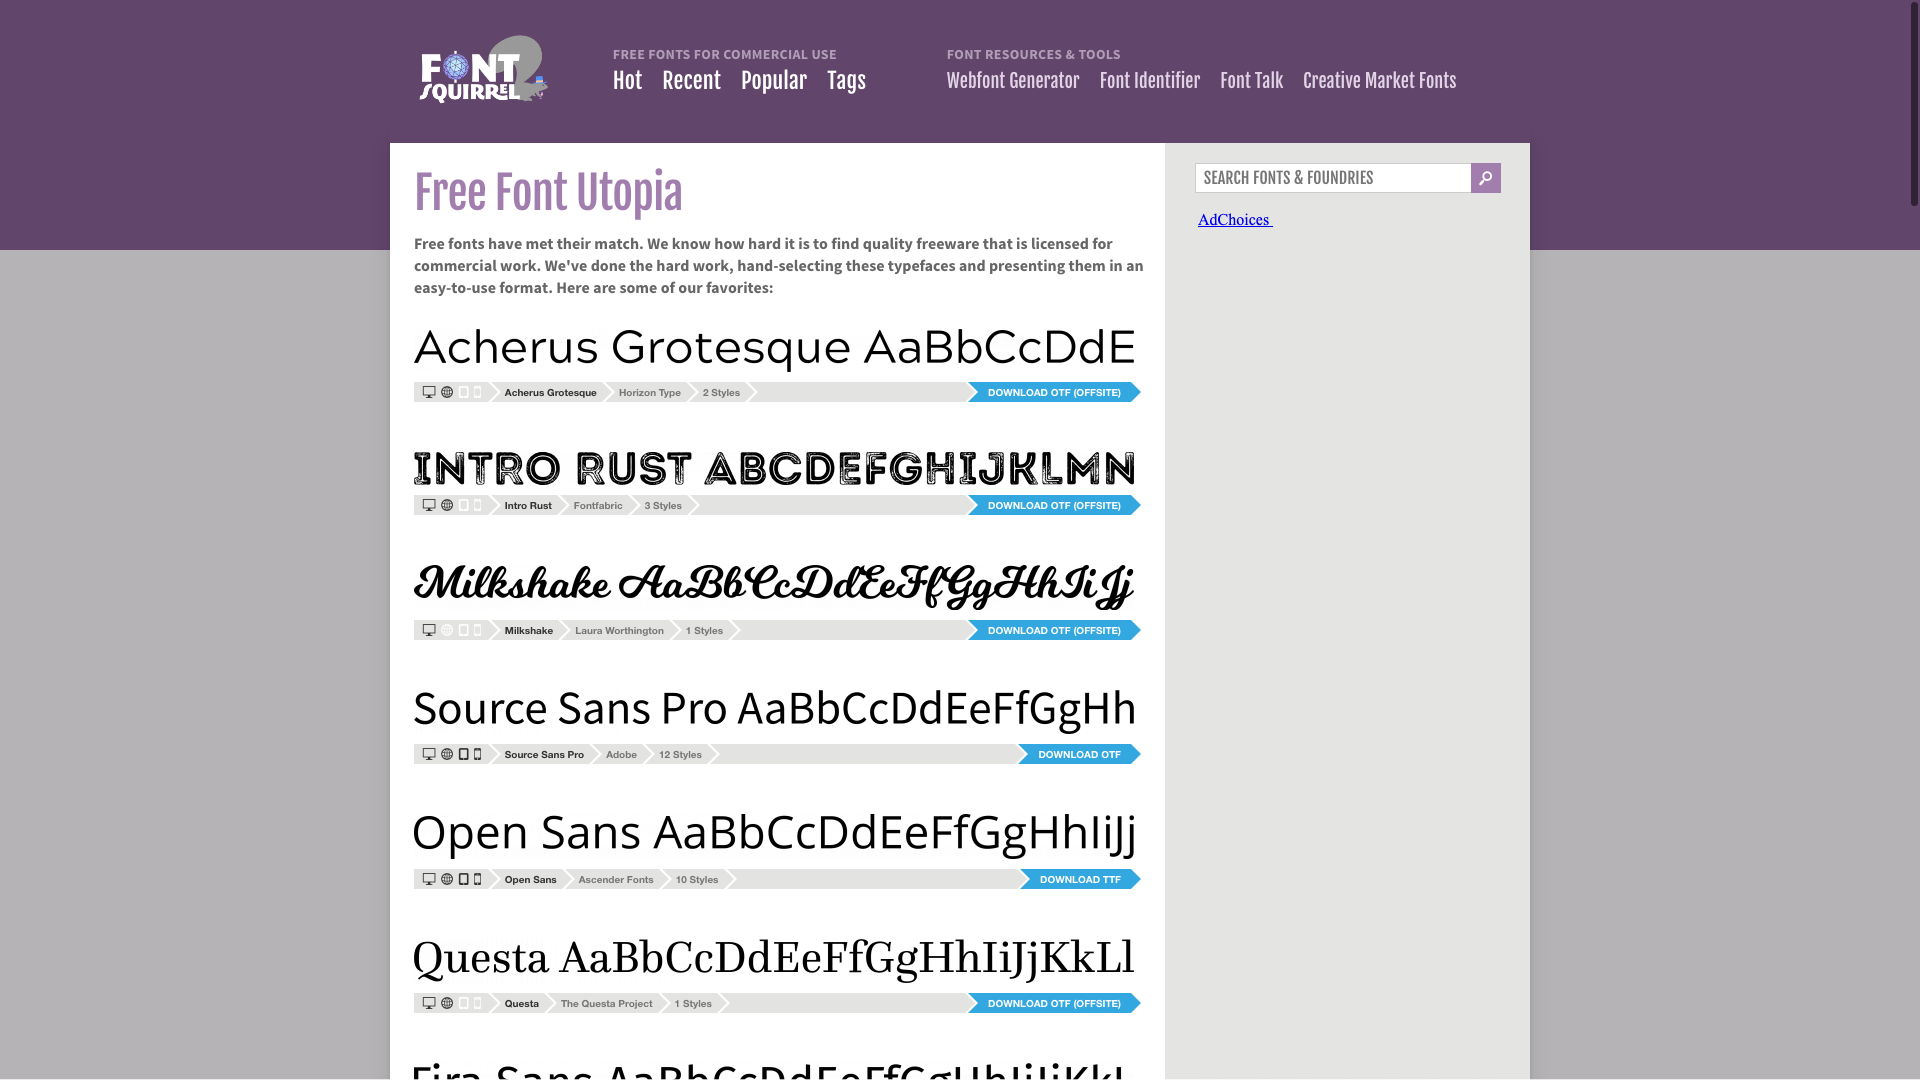 FONT
SQUIRREL
FREE FONTS FOR COMMERCIAL USE
Hot Recent Popular Tags
FONT RESOURCES & TOOLS
Webfont Generator Font Identifier Font Talk Creative Market Fonts
Free Font Utopia
Free fonts have met their match. We know how hard it is to find quality freeware that is licensed for
commercial work. We've done the hard work, hand-selecting these typefaces and presenting them in an
easy-to-use format. Here are some of our favorites:
Acherus Grotesque AaBbCcDdE
Acherus Grotesque Horizon Type 2 Styles DOWNLOAD OTF (OFFSITE)
INTRO RUST ABCDEFGHIJKLMN
Intro Rust Fontfabric 3 Styles DOWNLOAD OTF (OFFSITE)
Milkshake AaBbCcDdEeFfGgHhIiJj
Milkshake Laura Worthington 1 Styles DOWNLOAD OTF (OFFSITE)
Source Sans Pro AaBbCcDdEeFfGgHh
Source Sans Pro Adobe 12 Styles DOWNLOAD OTF
Open Sans AaBbCcDdEeFfGgHhIiJj
Open Sans Ascender Fonts 10 Styles DOWNLOAD TTF
Questa AaBbCcDdEeFfGgHhIiJjKkLl
Questa The Questa Project 1 Styles DOWNLOAD OTF (OFFSITE)
Fira Sans AaBbCcDdEeFfGgHhIiJjKkL
SEARCH FONTS & FOUNDRIES
AdChoices